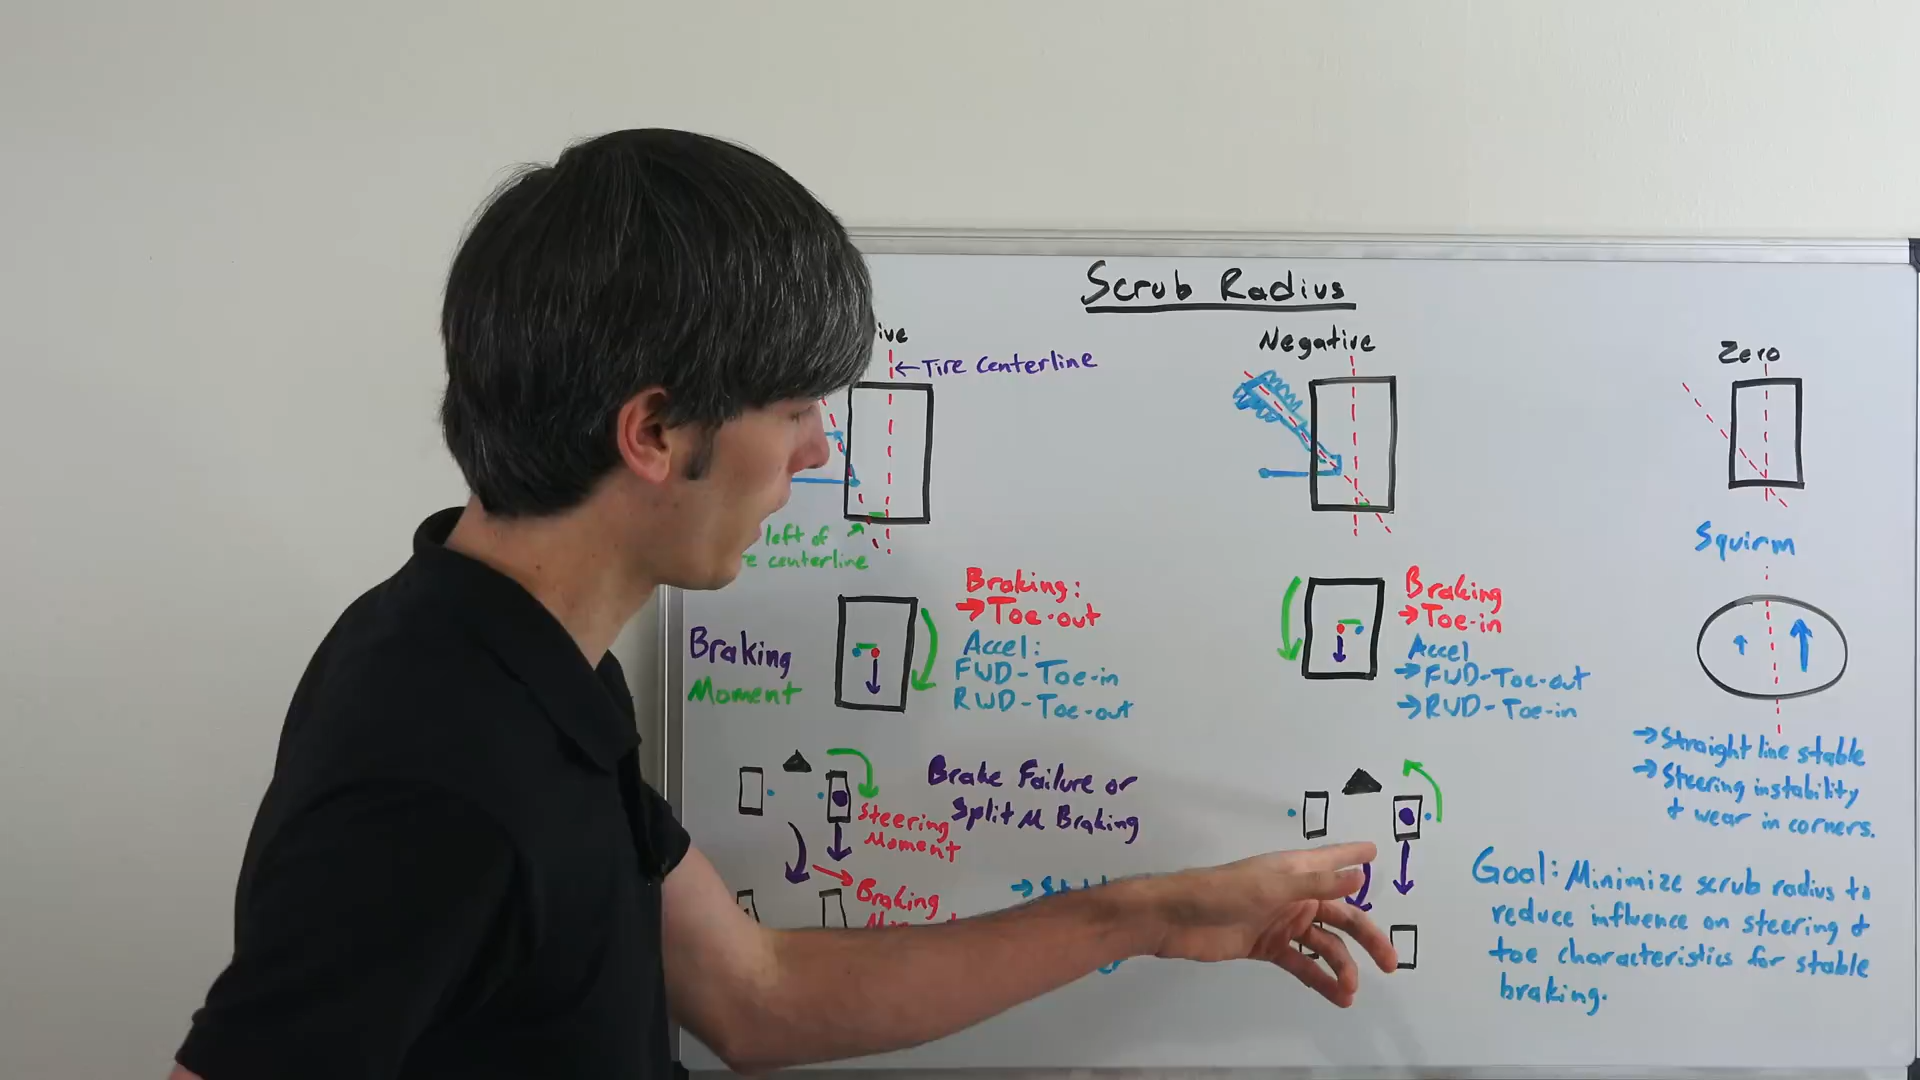 Scrub Radius
ive
← Tire Centerline
left of
e centerline
Braking
Moment
Braking:
→ Toe-out
Accel:
FWD-Toe-in
RWD-Toe-out
Brake Failure or
Split μ Braking
Steering
Moment
Braking
Negative
Braking
→ Toe-in
Accel
→ FWD-Toe-out
→ RWD-Toe-in
Zero
Squirm
→ Straight line stable
→ Steering instability
+ wear in corners.
Goal: Minimize scrub radius to
reduce influence on steering +
toe characteristics for stable
braking.